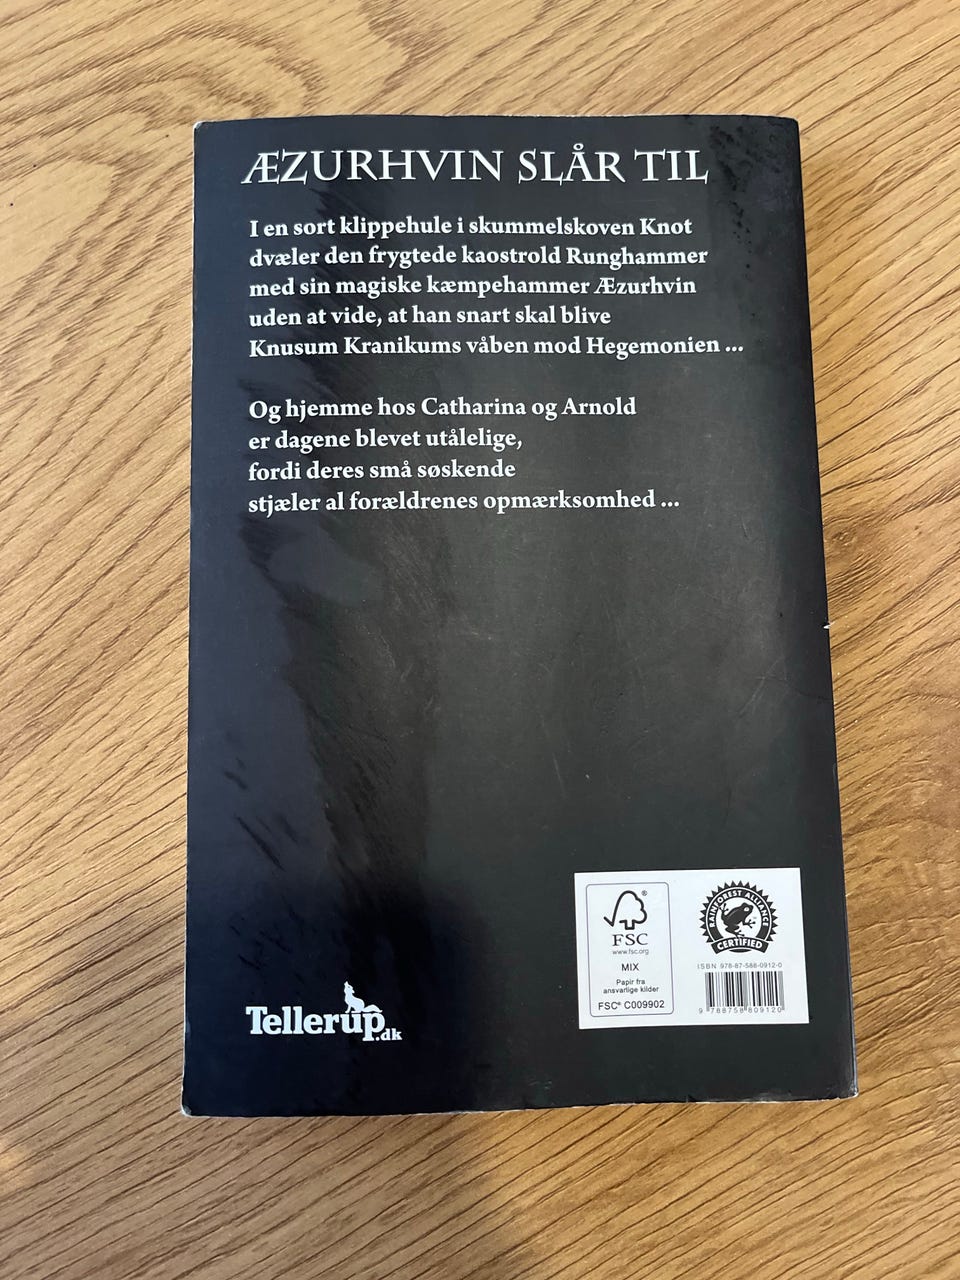 ÆZURHVIN SLÅR TIL
I en sort klippehule i skummelskoven Knot
dvæler den frygtede kaostrold Runghammer
med sin magiske kæmpehammer Æzurhvin
uden at vide, at han snart skal blive
Knusum Kranikums våben mod Hegemonien ...
Og hjemme hos Catharina og Arnold
er dagene blevet utålelige,
fordi deres små søskende
stjæler al forældrenes opmærksomhed ...
Tellerup.dk
®
FSC
www.fsc.org
MIX
Papir fra
ansvarlige kilder
FSC® C009902
RAINFOREST ALLIANCE
CERTIFIED
ISBN 978-87-588-0912-0
9 788758 809120